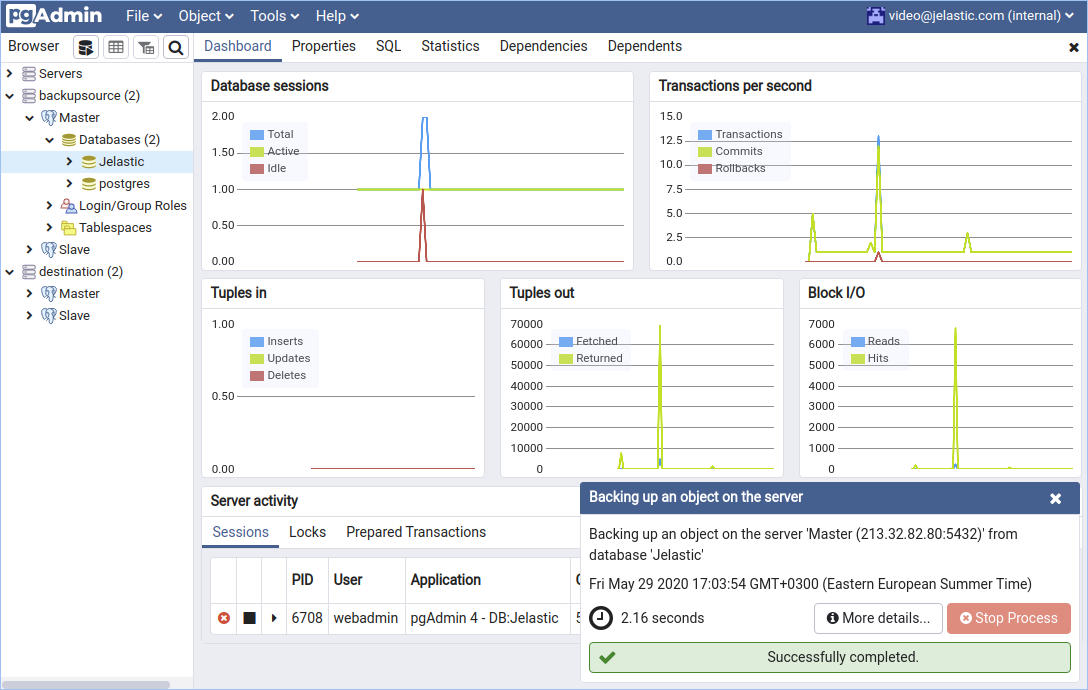 pgAdmin File Object Tools Help video@jelastic.com (internal)
Browser Dashboard Properties SQL Statistics Dependencies Dependents
Servers
backupsource (2)
Master
Databases (2)
Jelastic
postgres
Login/Group Roles
Tablespaces
Slave
destination (2)
Master
Slave
Database sessions
2.00
1.50
1.00
0.50
0.00
Total
Active
Idle
Transactions per second
15.0
12.5
10.0
7.5
5.0
2.5
0.0
Transactions
Commits
Rollbacks
Tuples in
1.00
0.50
0.00
Inserts
Updates
Deletes
Tuples out
70000
60000
50000
40000
30000
20000
10000
0
Fetched
Returned
Block I/O
7000
6000
5000
4000
3000
2000
1000
0
Reads
Hits
Server activity
Sessions Locks Prepared Transactions
PID User Application
6708 webadmin pgAdmin 4 - DB:Jelastic
Backing up an object on the server
Backing up an object on the server 'Master (213.32.82.80:5432)' from
database 'Jelastic'
Fri May 29 2020 17:03:54 GMT+0300 (Eastern European Summer Time)
2.16 seconds More details... Stop Process
Successfully completed.